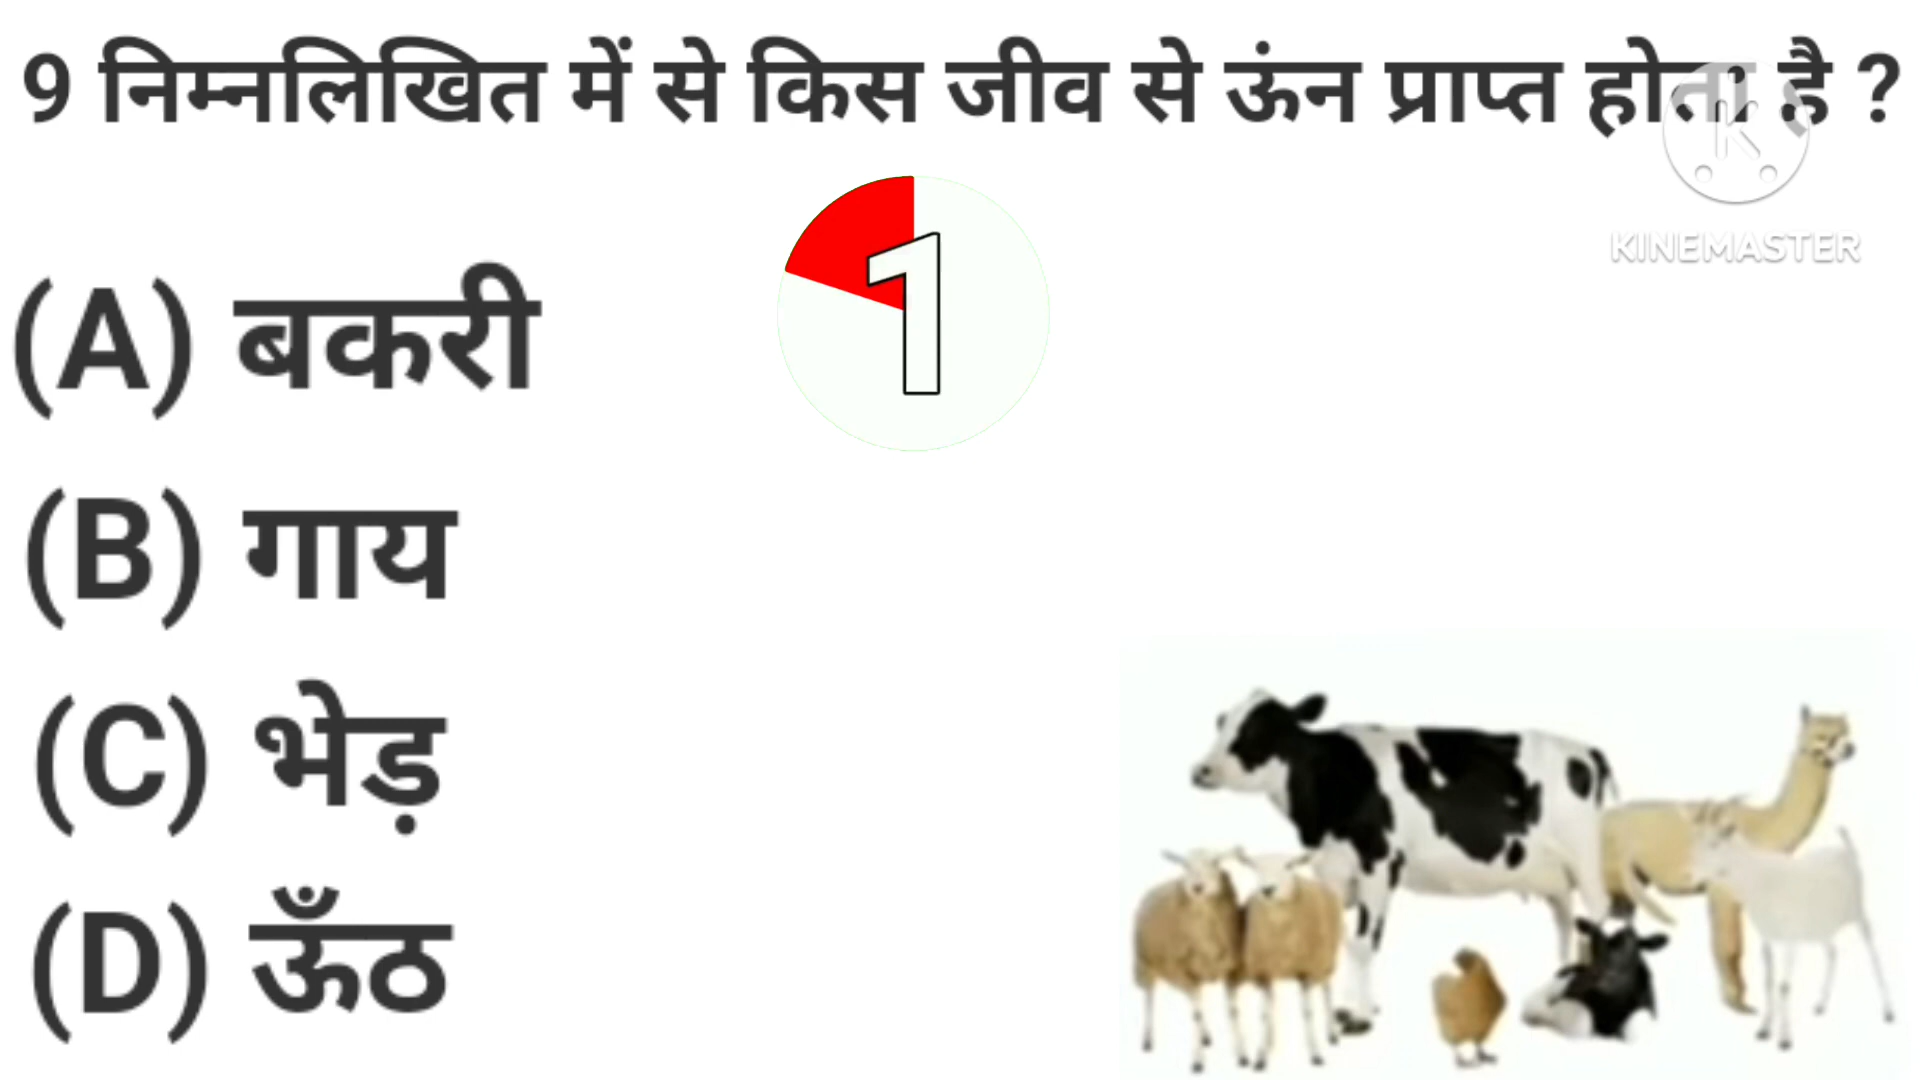 9 निम्नलिखित में से किस जीव से ऊंन प्राप्त होता है ?
1
K
KINEMASTER
(A) बकरी
(B) गाय
(C) भेड़
(D) ऊँठ